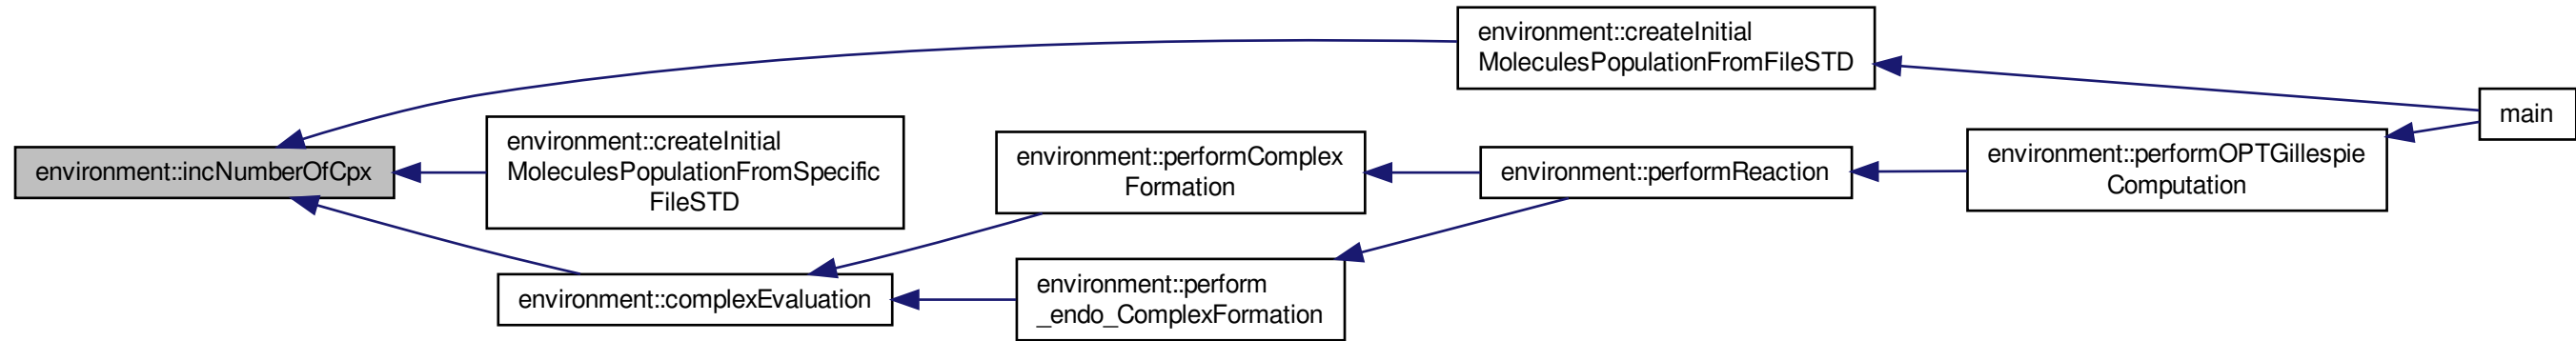 environment::createInitial
MoleculesPopulationFromFileSTD
main
environment::createInitial
MoleculesPopulationFromSpecific
FileSTD
environment::performComplex
Formation
environment::performOPTGillespie
Computation
environment::incNumberOfCpx
environment::performReaction
environment::complexEvaluation
environment::perform
_endo_ComplexFormation